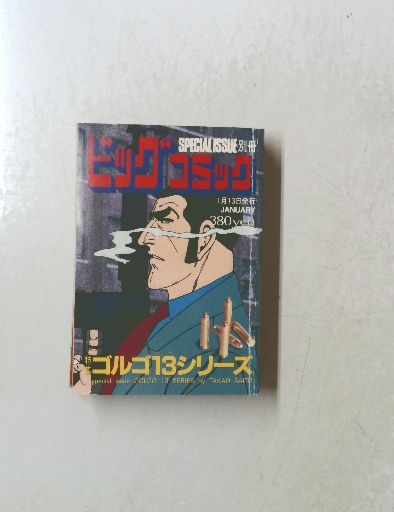 SPECIAL ISSUE 別冊
ビッグコミック
1月13日発行
JANUARY
380yen
ゴルゴ13シリーズ
special issue GOLGO 13 SERIES by TAKAO SAITO